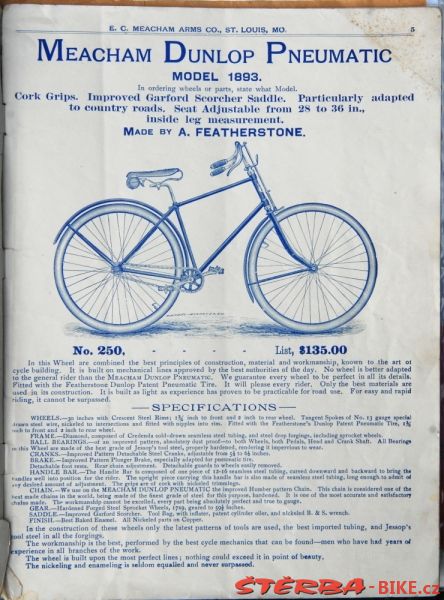 E. C. MEACHAM ARMS CO., ST. LOUIS, MO. 5
MEACHAM DUNLOP PNEUMATIC
MODEL 1893.
In ordering wheels or parts, state what Model.
Cork Grips. Improved Garford Scorcher Saddle. Particularly adapted
to country roads. Seat Adjustable from 28 to 36 in.,
inside leg measurement.
MADE BY A. FEATHERSTONE.
No. 250, - - - List, $135.00
In this Wheel are combined the best principles of construction, material and workmanship, known to the art of
cycle building. It is built on mechanical lines approved by the best authorities of the day. No wheel is better adapted
to the general rider than the MEACHAM DUNLOP PNEUMATIC. We guarantee every wheel to be perfect in all its details.
Fitted with the Featherstone Dunlop Patent Pneumatic Tire. It will please every rider. Only the best materials are
used in its construction. It is built as light as experience has proven to be practicable for road use. For easy and rapid
riding, it cannot be surpassed.
—SPECIFICATIONS—
WHEELS.—30 inches with Crescent Steel Rims; 1⅞ inch to front and 2 inch to rear wheel. Tangent Spokes of No. 13 gauge special
drawn steel wire, nickeled to intersections and fitted with nipples into rim. Fitted with the Featherstone's Dunlop Patent Pneumatic Tire, 1⅞
inch to front and 2 inch to rear wheel.
FRAME.—Diamond, composed of Credenda cold-drawn seamless steel tubing, and steel drop forgings, including sprocket wheels.
BALL BEARINGS.—of an improved pattern, absolutely dust proof—to both Wheels, both Pedals, Head and Crank Shaft. All Bearings
in this Wheel are made of the best grade of Jessop's tool steel, properly hardened, rendering it impervious to wear.
CRANKS.—Improved Pattern Detachable Steel Cranks, adjustable from 5½ to 6½ inches.
BRAKE.—Improved Pattern Plunger Brake, especially adapted for pneumatic tires.
Detachable foot rests. Rear chain adjustment. Detachable guards to wheels easily removed.
HANDLE BAR.—The Handle Bar is composed of one piece of 12-16 seamless steel tubing, curved downward and backward to bring the
handles well into position for the rider. The upright piece carrying this handle bar is also made of seamless steel tubing, long enough to admit of
any desired amount of adjustment. The grips are of cork with nickeled trimmings.
CHAIN.—We use on the MEACHAM DUNLOP PNEUMATIC the improved Humber pattern Chain. This chain is considered one of the
neat made chains in the world, being made of the finest grade of steel for this purpose, hardened. It is one of the most accurate and satisfactory
chains made. The workmanship cannot be excelled, every part being absolutely perfect and true to gauge.
GEAR.—Hardened Forged Steel Sprocket Wheels, geared to
SADDLE.—Improved Garford Scorcher. Tool Bag, with inflator, patent cylinder oiler, and nickeled B. & S. wrench.
FINISH.—Best Baked Enamel. All Nickeled parts on Copper.
In the construction of these wheels only the latest patterns of tools are used, the best imported tubing, and Jessop's
tool steel in all the forgings.
The workmanship is the best, performed by the best cycle mechanics that can be found—men who have had years of
experience in all branches of the work.
The wheel is built upon the most perfect lines; nothing could exceed it in point of beauty.
The nickeling and enameling is seldom equalled and never surpassed.
ŠTĚRBA-BIKE.cz